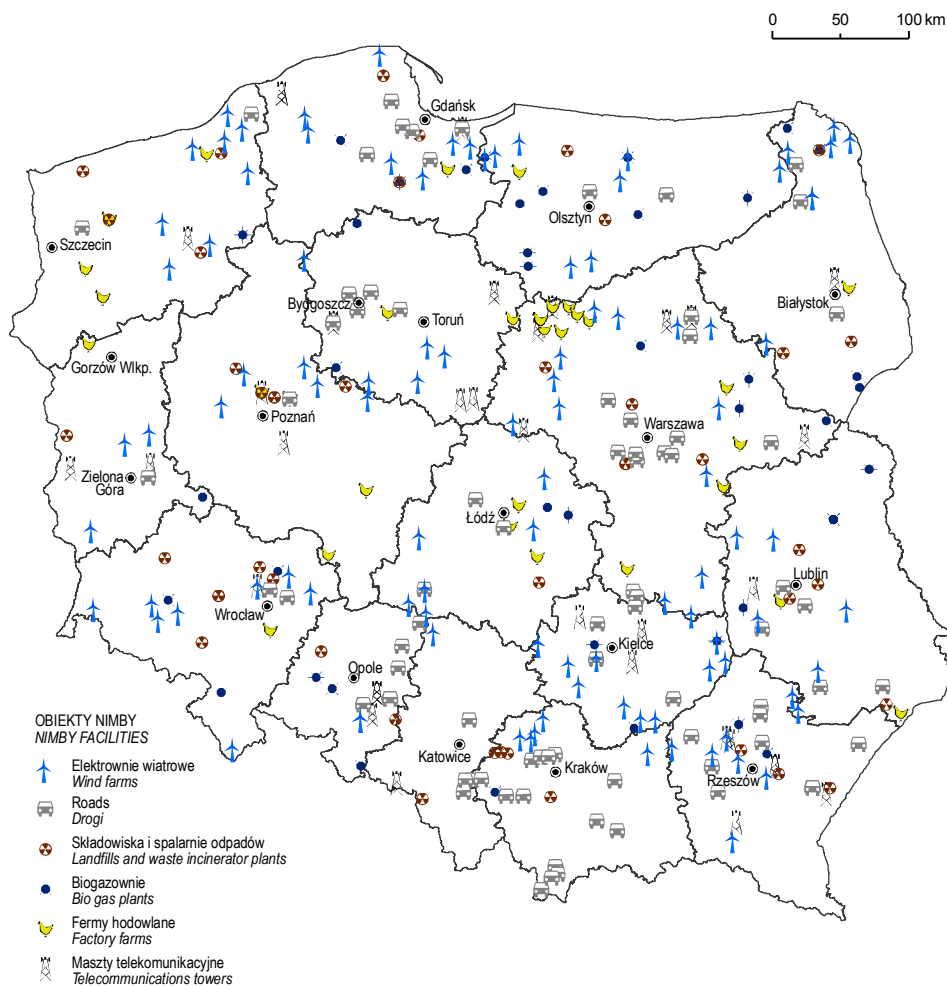 0 50 100 km
Gdańsk
Olsztyn
Szczecin
Białystok
Bydgoszcz
Toruń
Gorzów Wlkp.
Poznań
Warszawa
Zielona
Góra
Łódź
Lublin
Wrocław
Kielce
Opole
Katowice
Kraków
Rzeszów
OBIEKTY NIMBY
NIMBY FACILITIES
Elektrownie wiatrowe
Wind farms
Roads
Drogi
Składowiska i spalarnie odpadów
Landfills and waste incinerator plants
Biogazownie
Bio gas plants
Fermy hodowlane
Factory farms
Maszty telekomunikacyjne
Telecommunications towers